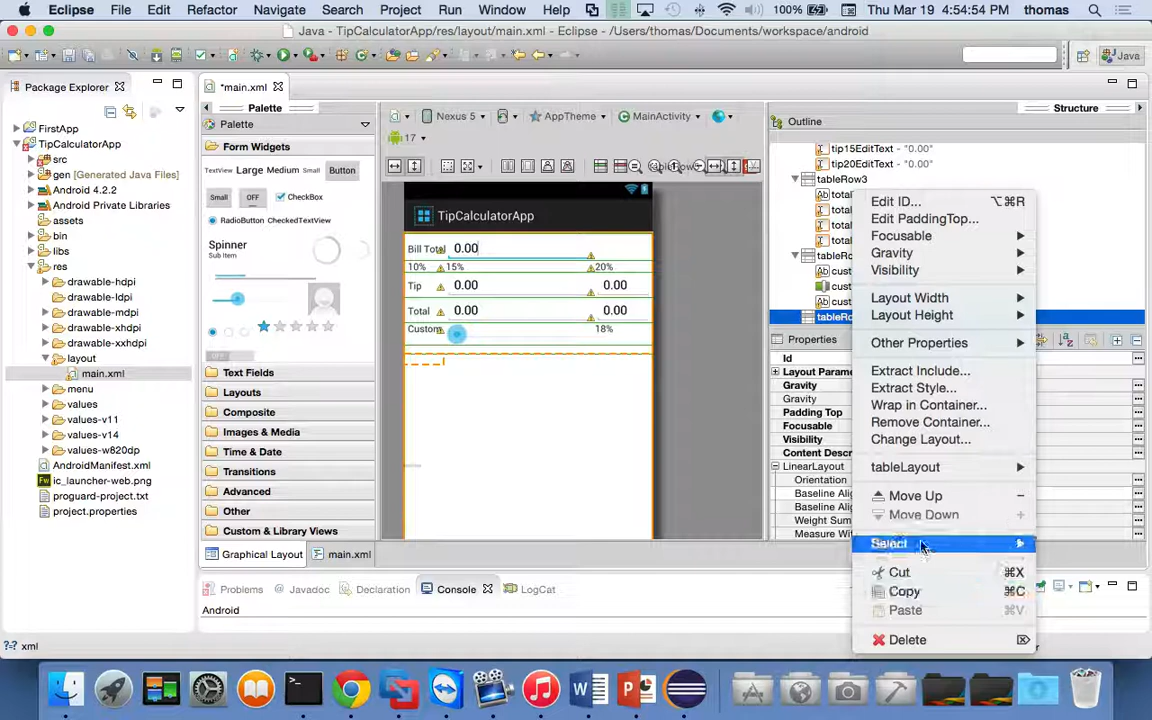 Eclipse File Edit Refactor Navigate Search Project Run Window Help 100% Thu Mar 19 4:54:54 PM thomas
Java - TipCalculatorApp/res/layout/main.xml - Eclipse - /Users/thomas/Documents/workspace/android
Java
Package Explorer
*main.xml
Palette
Structure
FirstApp
TipCalculatorApp
src
gen [Generated Java Files]
Android 4.2.2
Android Private Libraries
assets
bin
libs
res
drawable-hdpi
drawable-ldpi
drawable-mdpi
drawable-xhdpi
drawable-xxhdpi
layout
main.xml
menu
values
values-v11
values-v14
values-w820dp
AndroidManifest.xml
ic_launcher-web.png
proguard-project.txt
project.properties
Palette
Form Widgets
TextView Large Medium Small Button
Small OFF CheckBox
RadioButton CheckedTextView
Spinner
Sub Item
OFF
Text Fields
Layouts
Composite
Images & Media
Time & Date
Transitions
Advanced
Other
Custom & Library Views
Graphical Layout main.xml
Nexus 5 AppTheme MainActivity
17
TipCalculatorApp
Bill Total 0.00
10% 15% 20%
Tip 0.00 0.00
Total 0.00 0.00
Custom 18%
Outline
tip15EditText - "0.00"
tip20EditText - "0.00"
tableRow3
Properties
Id
Gravity
Gravity
Padding Top
Focusable
Visibility
LinearLayout
Orientation
Edit ID... ⌥⌘R
Edit PaddingTop...
Focusable
Gravity
Visibility
Layout Width
Layout Height
Other Properties
Extract Include...
Extract Style...
Wrap in Container...
Remove Container...
Change Layout...
tableLayout
Move Up −
Move Down +
Select
Cut ⌘X
Copy ⌘C
Paste ⌘V
Delete
Problems Javadoc Declaration Console LogCat
Android
xml